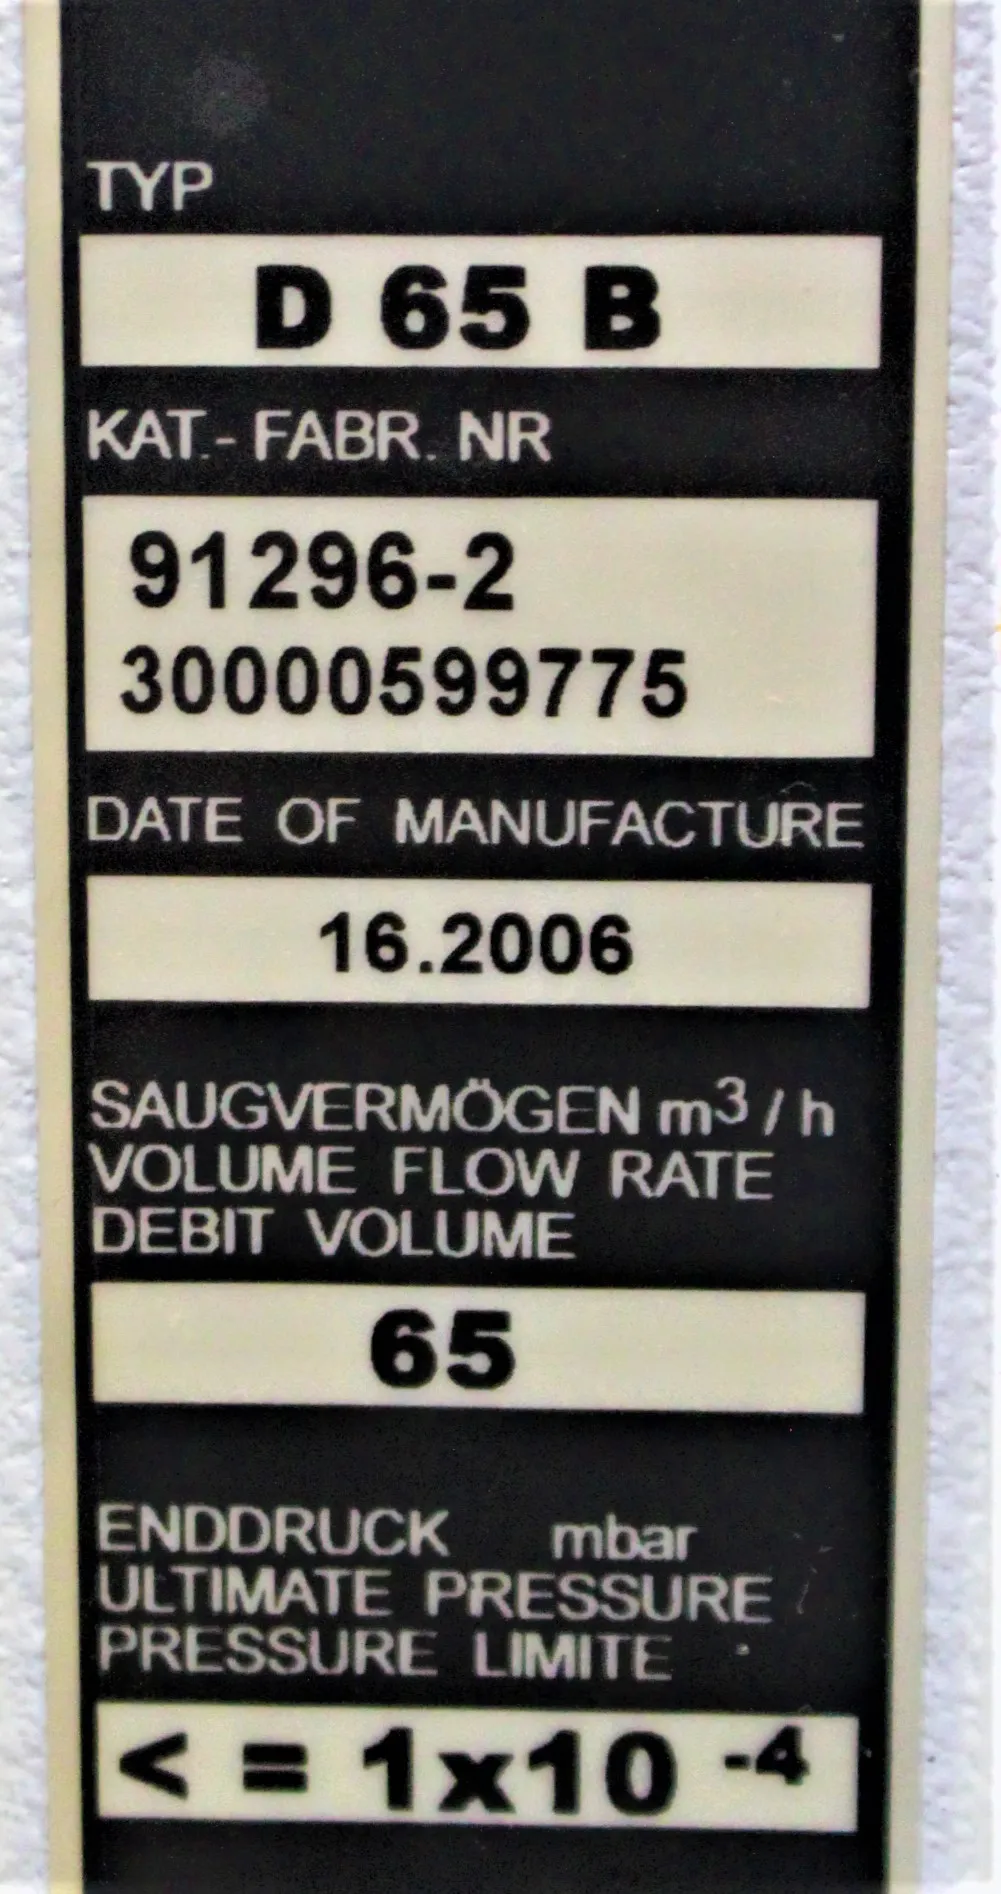 TYP
D 65 B
KAT.- FABR. NR
91296-2
30000599775
DATE OF MANUFACTURE
16.2006
SAUGVERMÖGEN m³ / h
VOLUME FLOW RATE
DEBIT VOLUME
65
ENDDRUCK mbar
ULTIMATE PRESSURE
PRESSURE LIMITE
< = 1x10 ⁻⁴